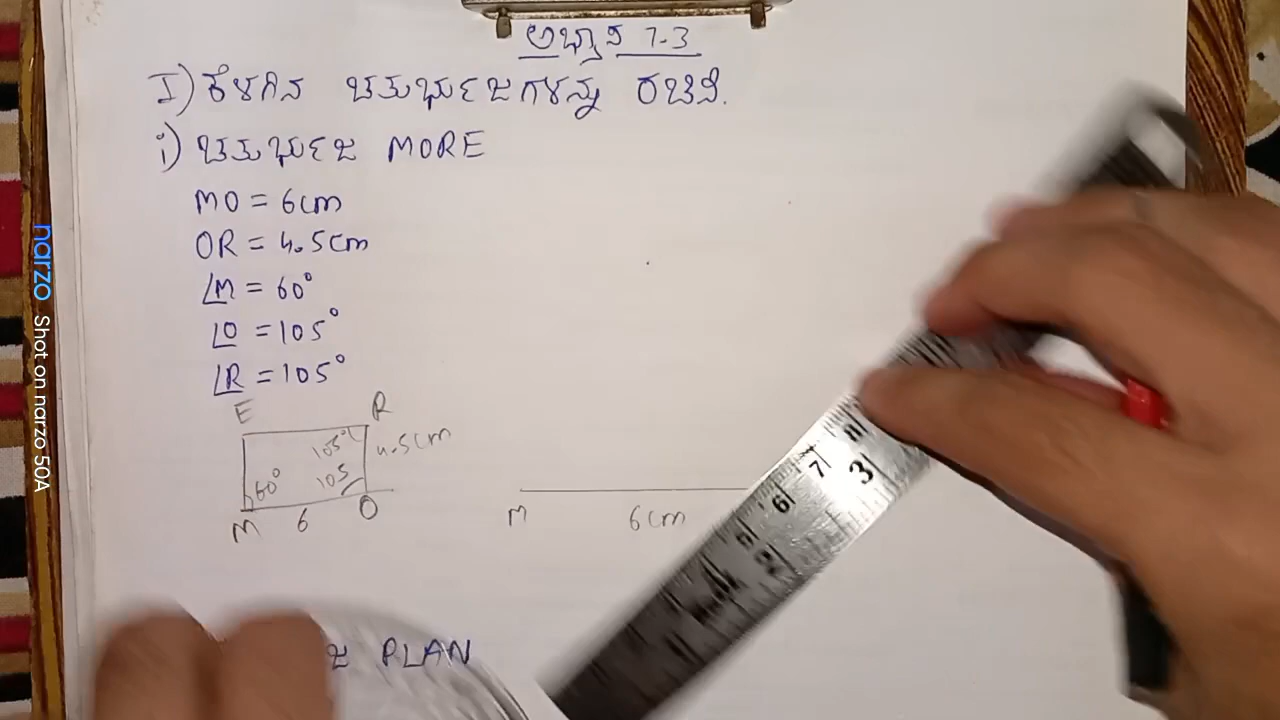 ಅಭ್ಯಾಸ 7.3
I) ಕೆಳಗಿನ ಚತುರ್ಭುಜಗಳನ್ನು ರಚಿಸಿ.
i) ಚತುರ್ಭುಜ MORE
MO = 6cm
OR = 4.5cm
∠M = 60°
∠O = 105°
∠R = 105°
E R
105° 4.5cm
60° 105
M 6 O
M 6cm
PLAN
narzo Shot on narzo 50A